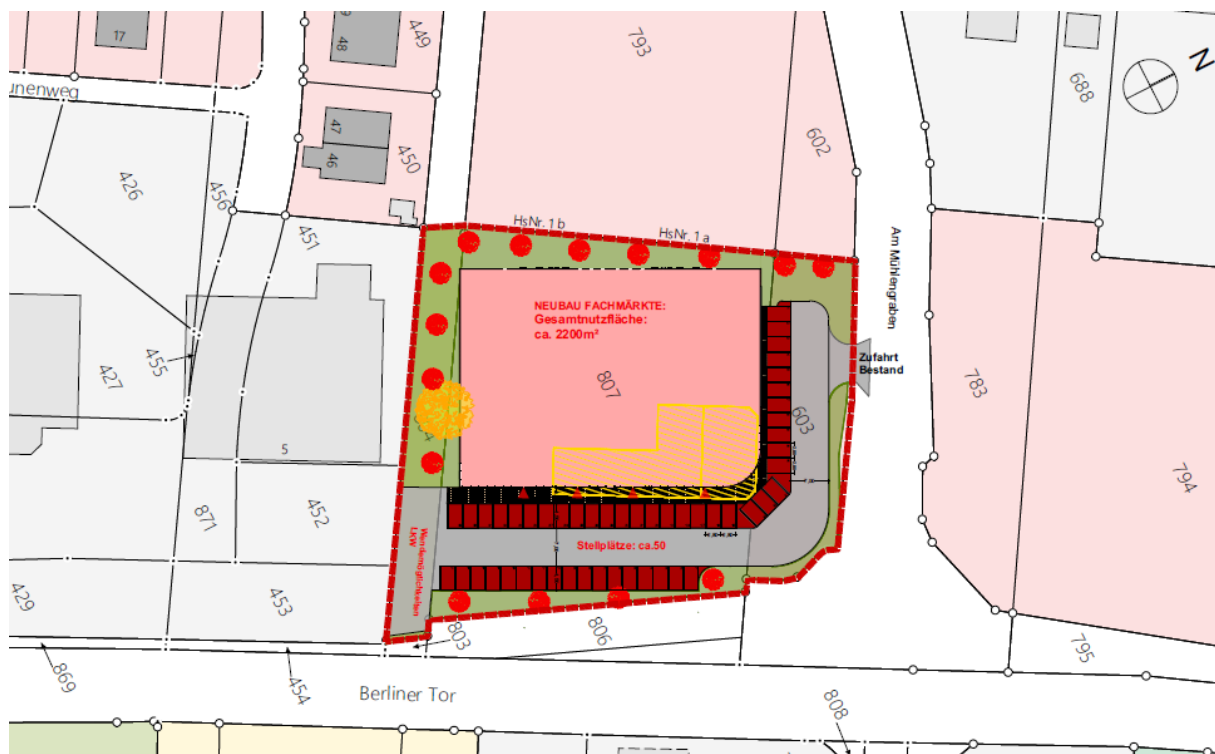 17
48
449
793
N
688
unenweg
47
46
450
602
426
456
451
HsNr. 1 b
HsNr. 1 a
Am Mühlengraben
NEUBAU FACHMÄRKTE:
Gesamtnutzfläche:
ca. 2200m²
455
427
807
603
Zufahrt
Bestand
783
5
794
871
452
Wendemöglichkeiten
LKW
Stellplätze: ca.50
429
453
803
806
795
869
454
Berliner Tor
808